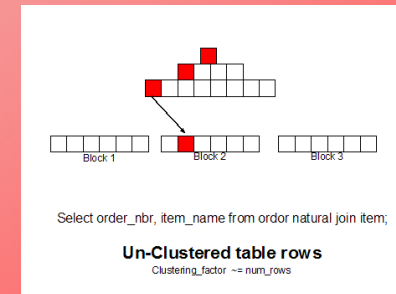 Block 1
Block 2
Block 3
Select order_nbr, item_name from ordor natural join item;
Un-Clustered table rows
Clustering_factor ~= num_rows